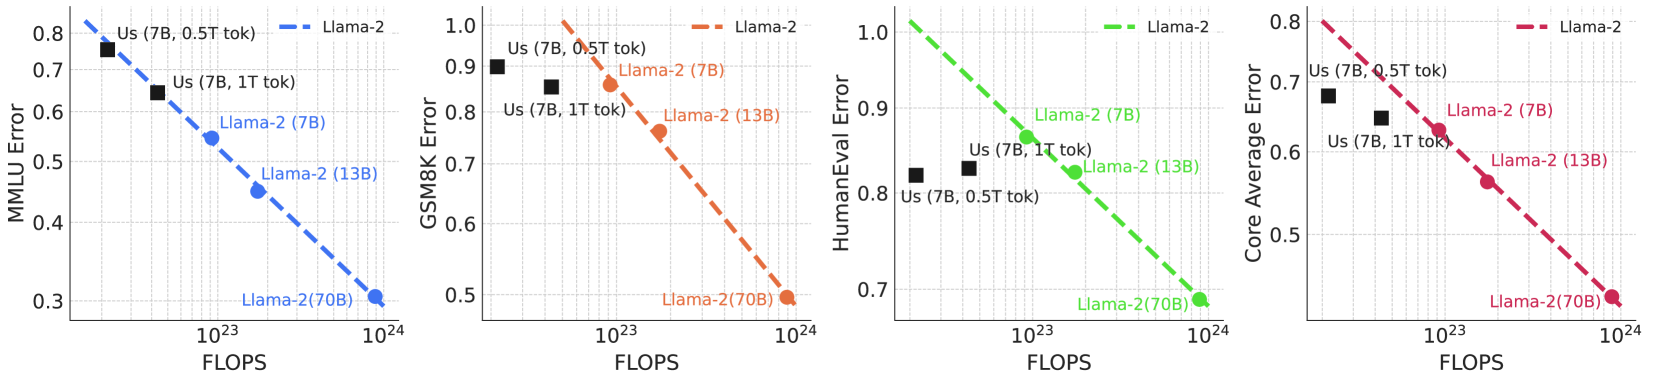 MMLU Error
0.8
0.7
0.6
0.5
0.4
0.3
Us (7B, 0.5T tok)
Llama-2
Us (7B, 1T tok)
Llama-2 (7B)
Llama-2 (13B)
Llama-2(70B)
10^23
10^24
FLOPS
GSM8K Error
1.0
0.9
0.8
0.7
0.6
0.5
Llama-2
Us (7B, 0.5T tok)
Llama-2 (7B)
Us (7B, 1T tok)
Llama-2 (13B)
Llama-2(70B)
10^23
10^24
FLOPS
HumanEval Error
1.0
0.9
0.8
0.7
Llama-2
Llama-2 (7B)
Us (7B, 1T tok)
Llama-2 (13B)
Us (7B, 0.5T tok)
Llama-2(70B)
10^23
10^24
FLOPS
Core Average Error
0.8
0.7
0.6
0.5
Llama-2
Us (7B, 0.5T tok)
Llama-2 (7B)
Us (7B, 1T tok)
Llama-2 (13B)
Llama-2(70B)
10^23
10^24
FLOPS